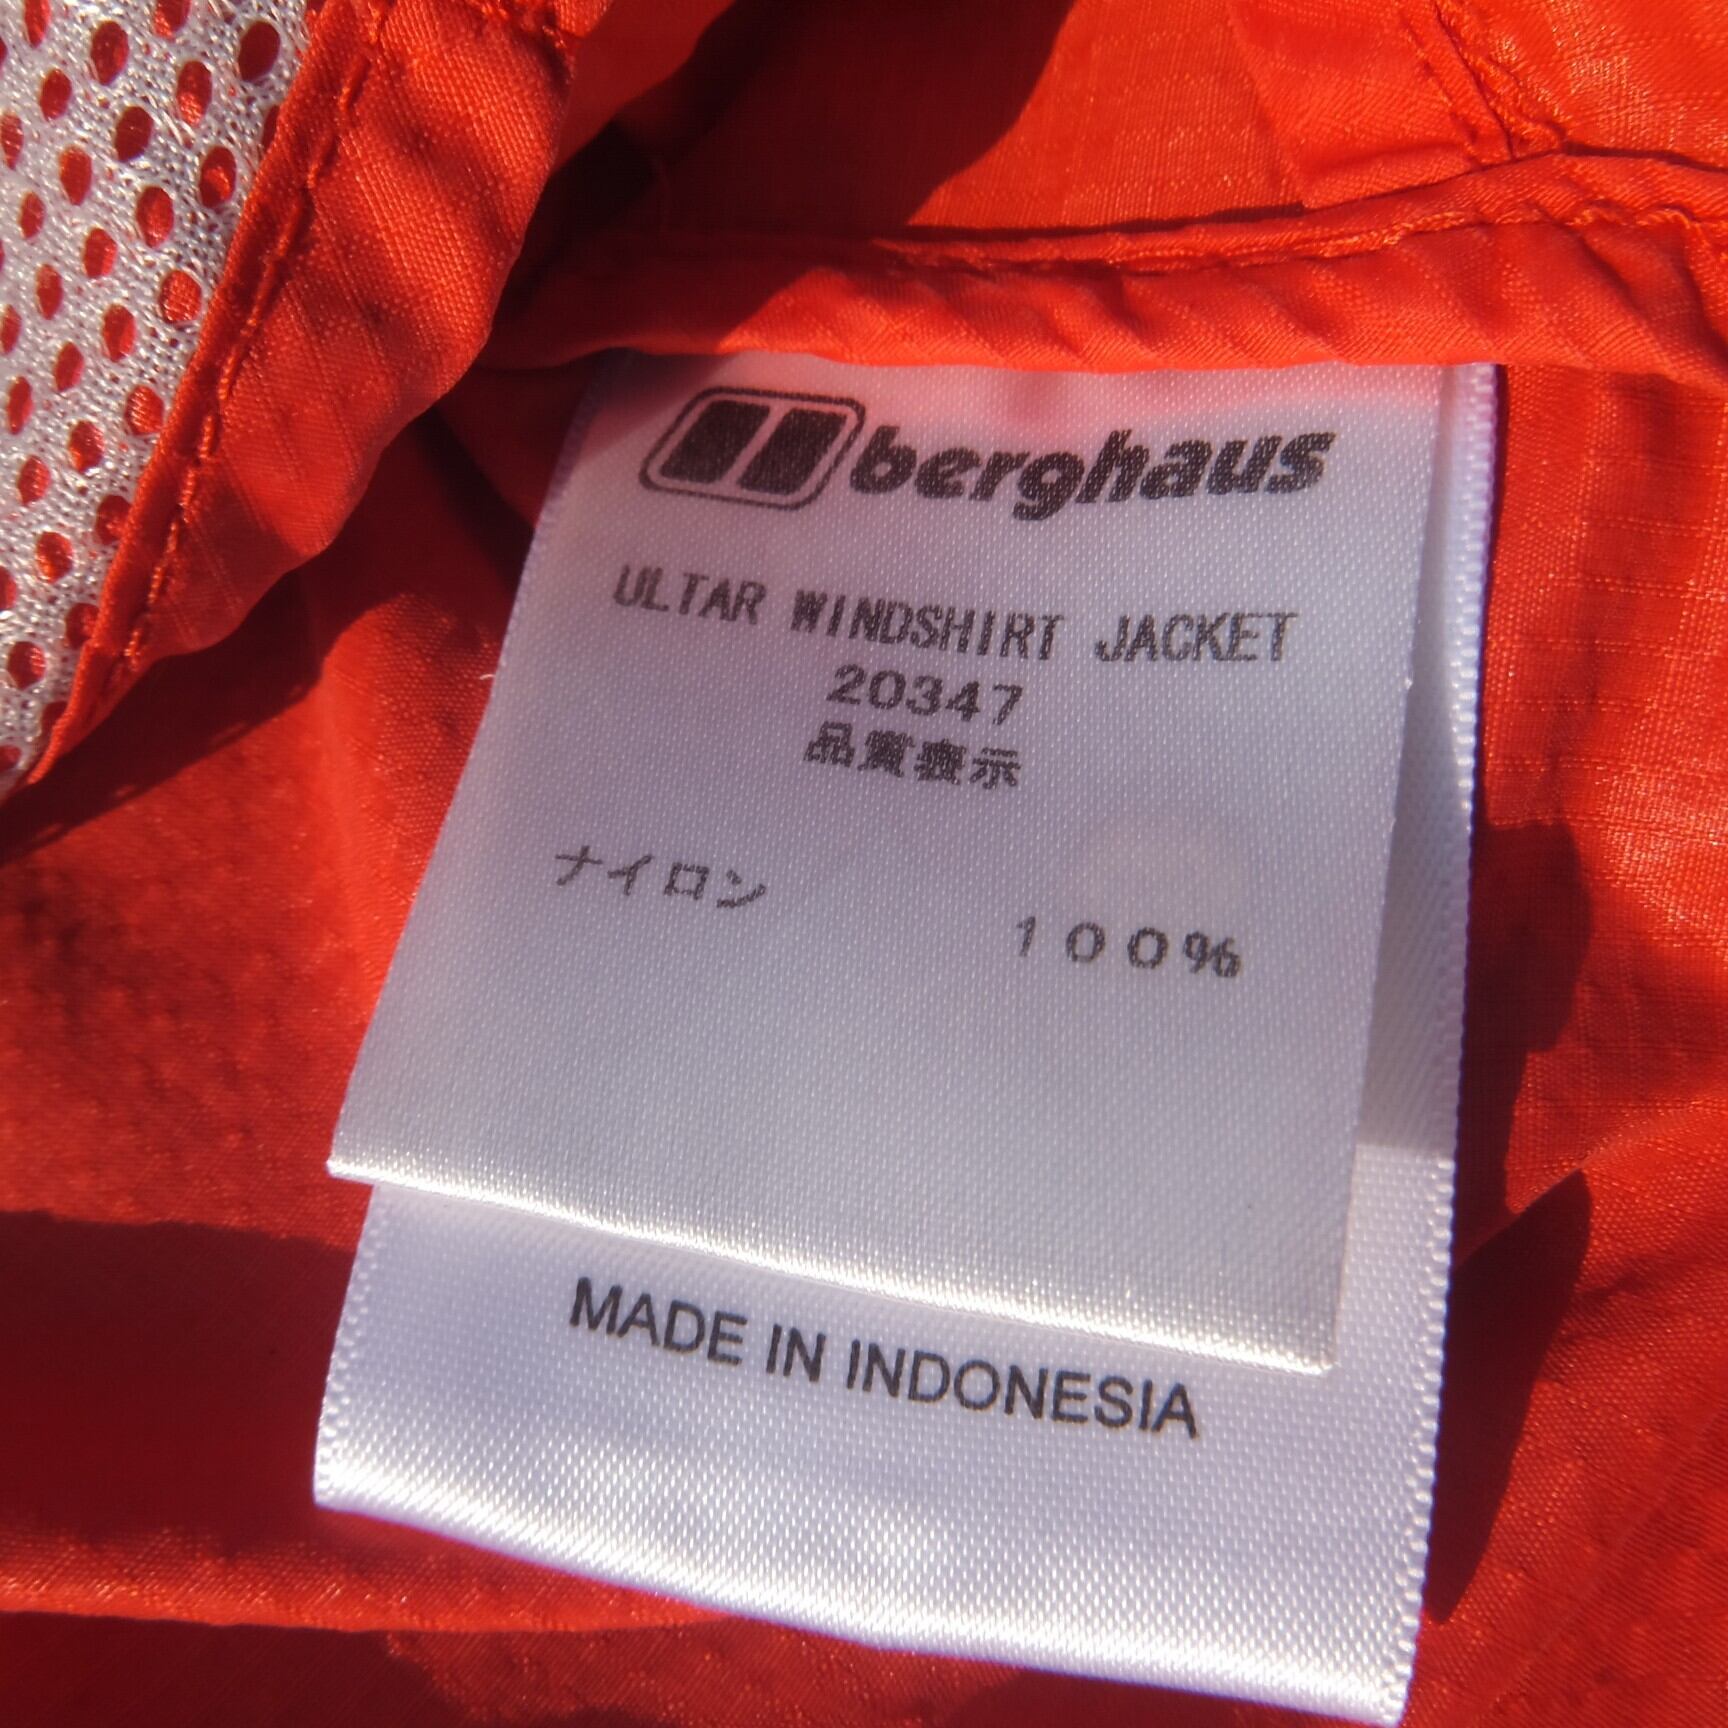 berghaus
ULTAR WINDSHIRT JACKET
20347
品質表示
ナイロン 100%
MADE IN INDONESIA